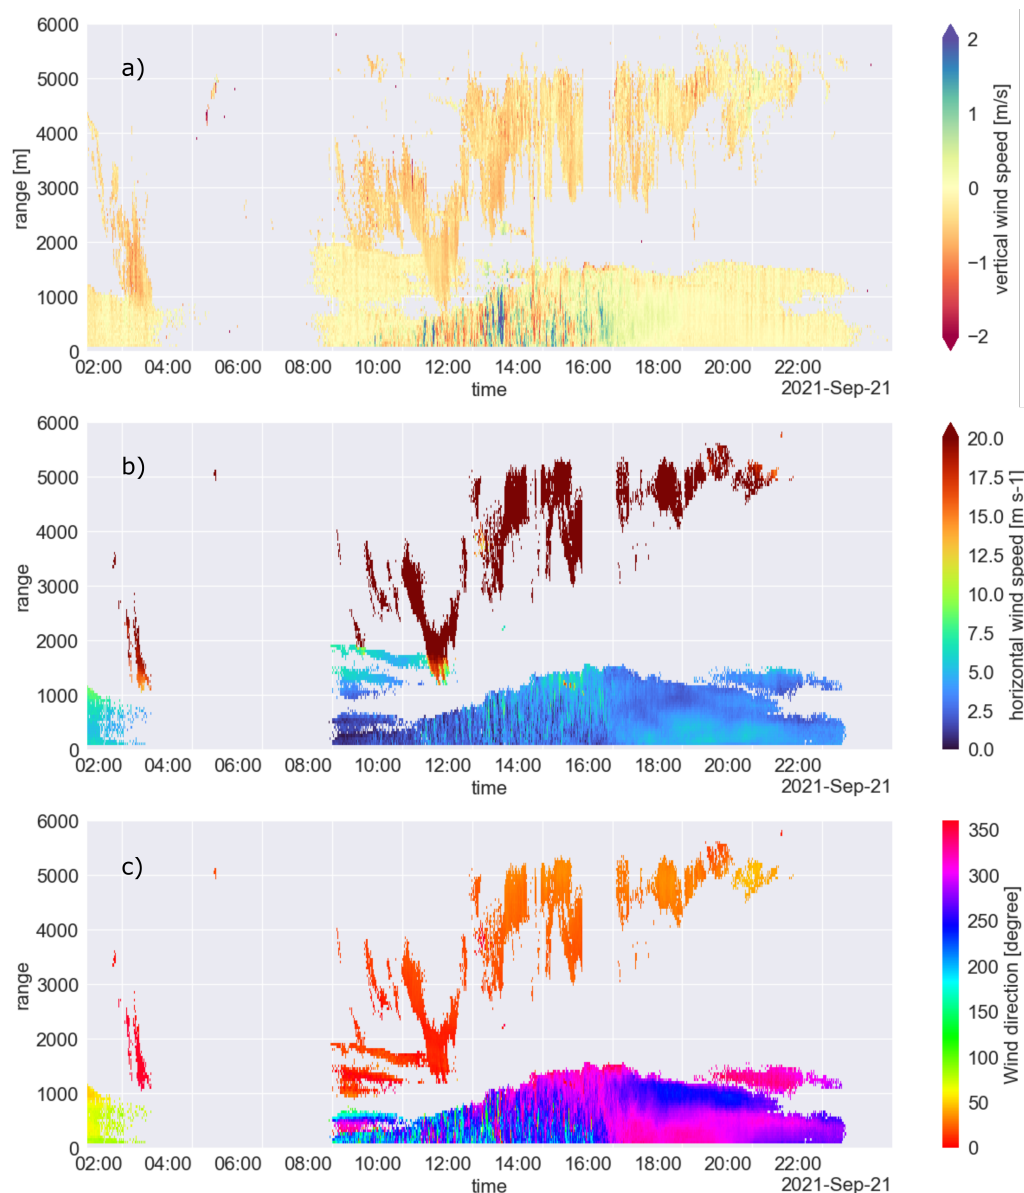 a)
6000
5000
4000
3000
2000
1000
0
range [m]
02:00 04:00 06:00 08:00 10:00 12:00 14:00 16:00 18:00 20:00 22:00
time
2021-Sep-21
2
1
0
−1
−2
vertical wind speed [m/s]
b)
6000
5000
4000
3000
2000
1000
0
range
02:00 04:00 06:00 08:00 10:00 12:00 14:00 16:00 18:00 20:00 22:00
time
2021-Sep-21
20.0
17.5
15.0
12.5
10.0
7.5
5.0
2.5
0.0
horizontal wind speed [m s-1]
c)
6000
5000
4000
3000
2000
1000
0
range
02:00 04:00 06:00 08:00 10:00 12:00 14:00 16:00 18:00 20:00 22:00
time
2021-Sep-21
350
300
250
200
150
100
50
0
Wind direction [degree]